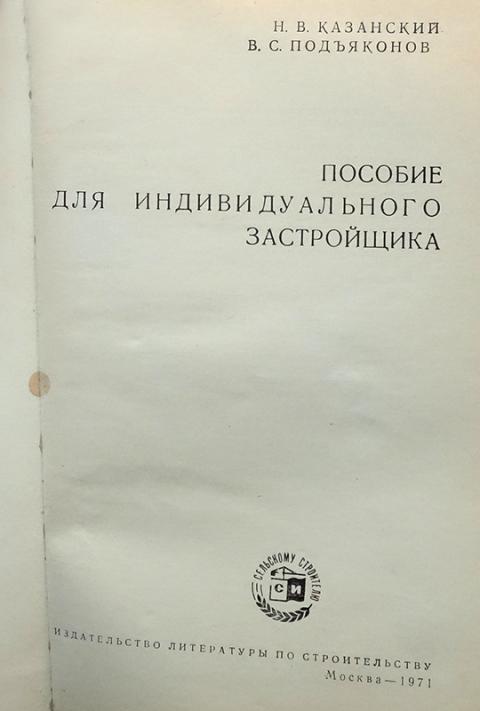 Н. В. КАЗАНСКИЙ
В. С. ПОДЪЯКОНОВ
ПОСОБИЕ
ДЛЯ ИНДИВИДУАЛЬНОГО
ЗАСТРОЙЩИКА
СЕЛЬСКОМУ СТРОИТЕЛЮ
СИ
ИЗДАТЕЛЬСТВО ЛИТЕРАТУРЫ ПО СТРОИТЕЛЬСТВУ
Москва — 1971